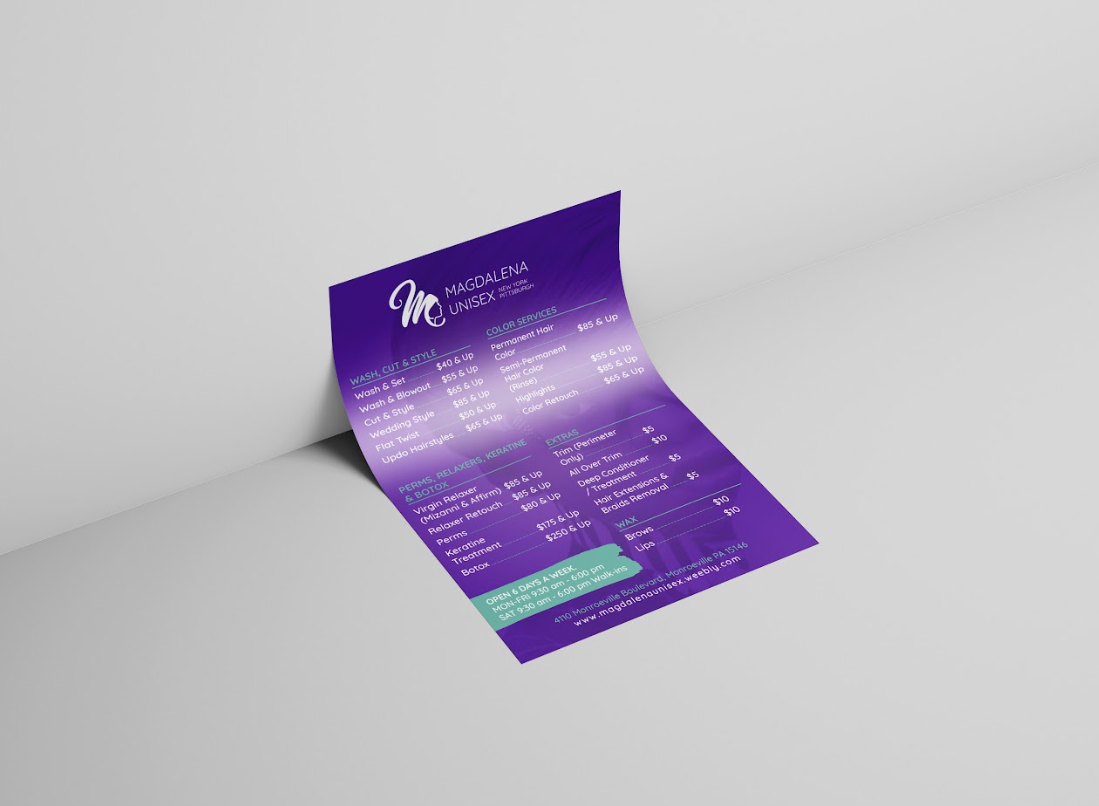 MAGDALENA
UNISEX NEW YORK
PITTSBURGH
WASH, CUT & STYLE
Wash & Set $40 & Up
Wash & Blowout $55 & Up
Cut & Style $65 & Up
Wedding Style $85 & Up
Flat Twist $50 & Up
Updo Hairstyles $65 & Up
COLOR SERVICES
Permanent Hair
Color $85 & Up
Semi-Permanent
Hair Color
(Rinse) $55 & Up
Highlights $85 & Up
Color Retouch $65 & Up
PERMS, RELAXERS, KERATINE
& BOTOX
Virgin Relaxer
(Mizanni & Affirm) $85 & Up
Relaxer Retouch $85 & Up
Perms $80 & Up
Keratine
Treatment $175 & Up
Botox $250 & Up
EXTRAS
Trim (Perimeter
Only) $5
All Over Trim $10
Deep Conditioner
/ Treatment $5
Hair Extensions &
Braids Removal $5
WAX
Brows $10
Lips $10
OPEN 6 DAYS A WEEK,
MON-FRI 9:30 am - 6:00 pm
SAT 9:30 am - 6:00 pm Walk-ins
4110 Monroeville Boulevard, Monroeville PA 15146
www.magdalenaunisex.weebly.com